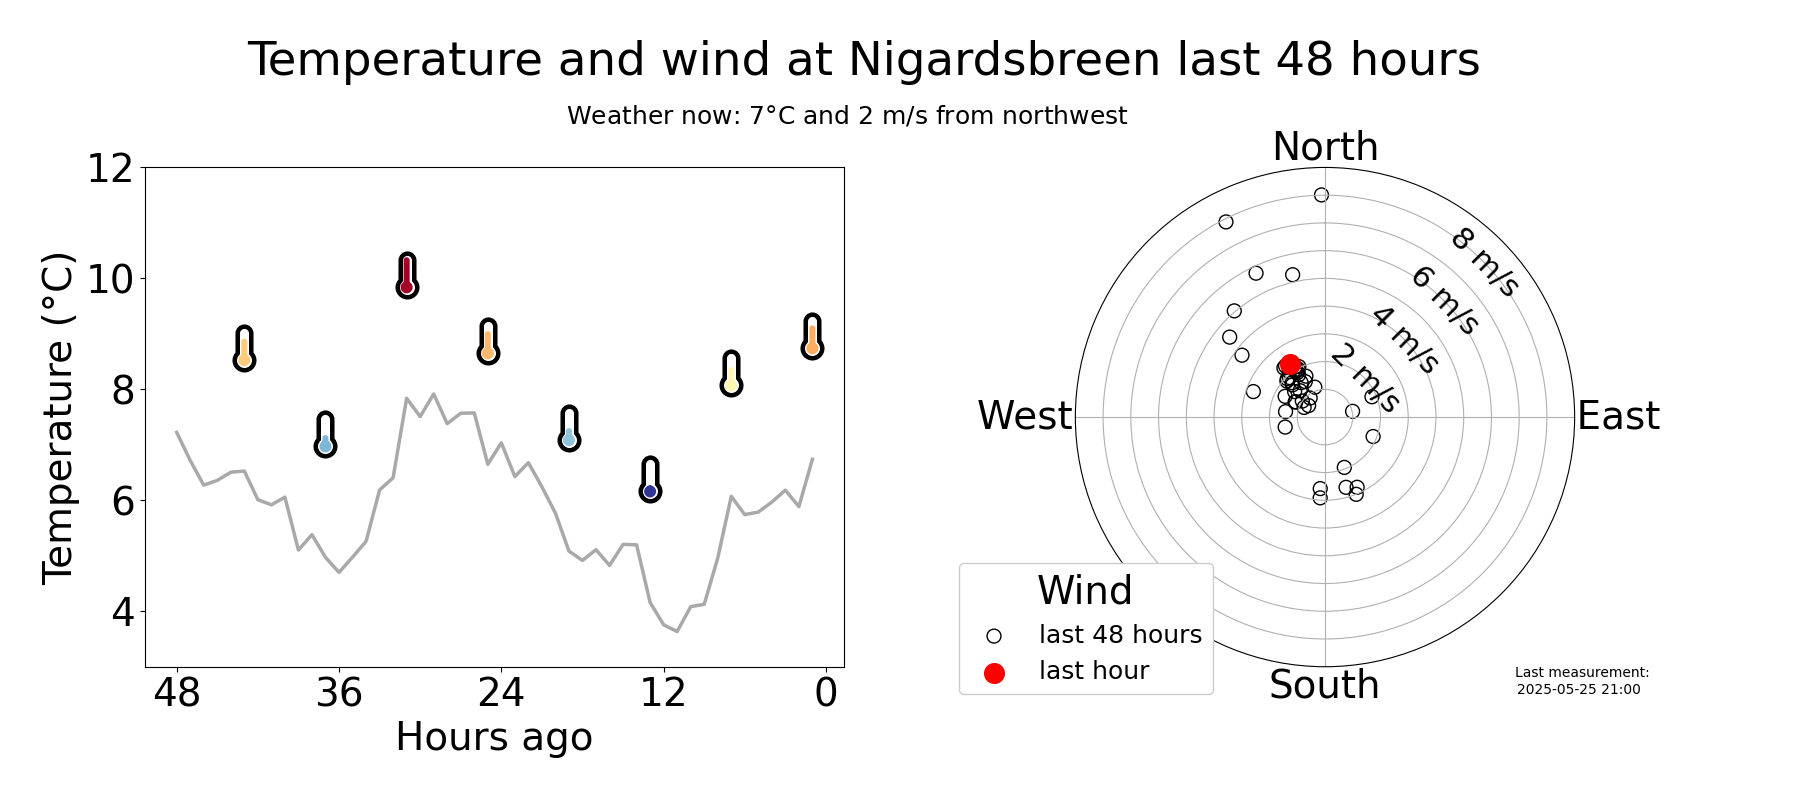 Temperature and wind at Nigardsbreen last 48 hours
Weather now: 7°C and 2 m/s from northwest
Temperature (°C)
12
10
8
6
4
48 36 24 12 0
Hours ago
North
West
East
South
8 m/s
6 m/s
4 m/s
2 m/s
Wind
last 48 hours
last hour
Last measurement:
2025-05-25 21:00